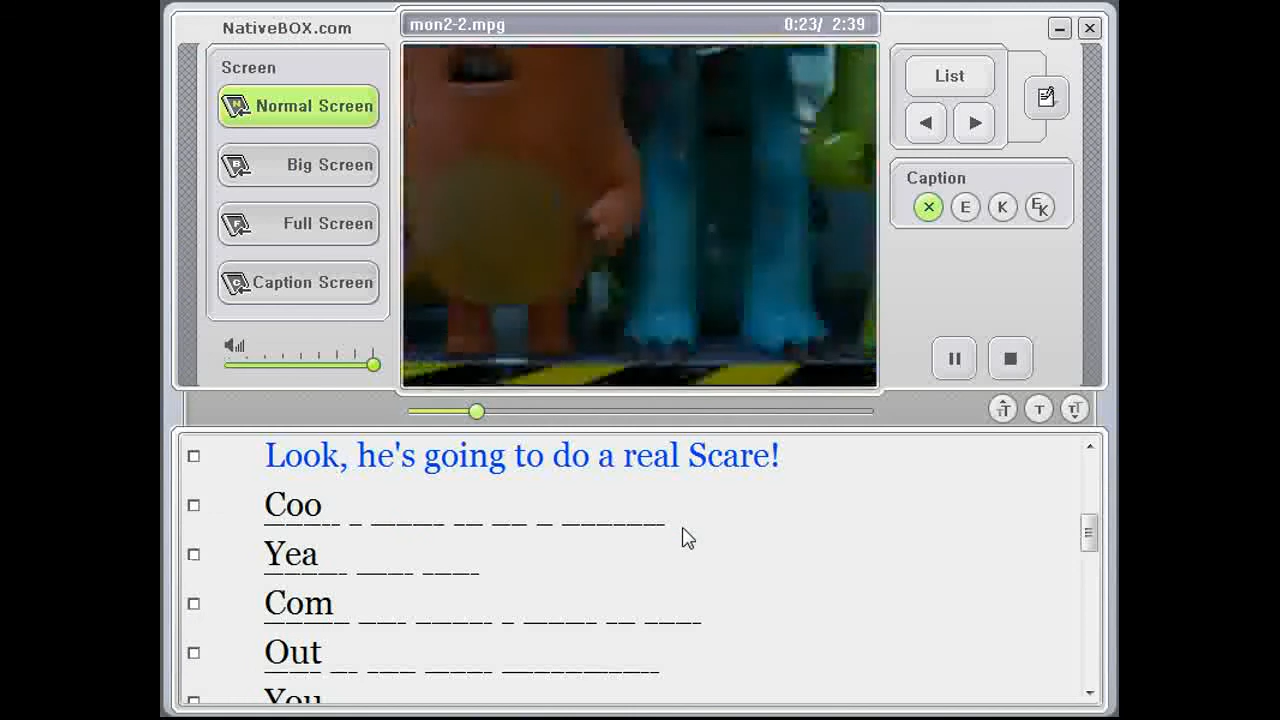 NativeBOX.com
mon2-2.mpg 0:23/ 2:39
Screen
Normal Screen
Big Screen
Full Screen
Caption Screen
List
Caption
X E K EK
T T T
Look, he's going to do a real Scare!
Coo
Yea
Com
Out
You